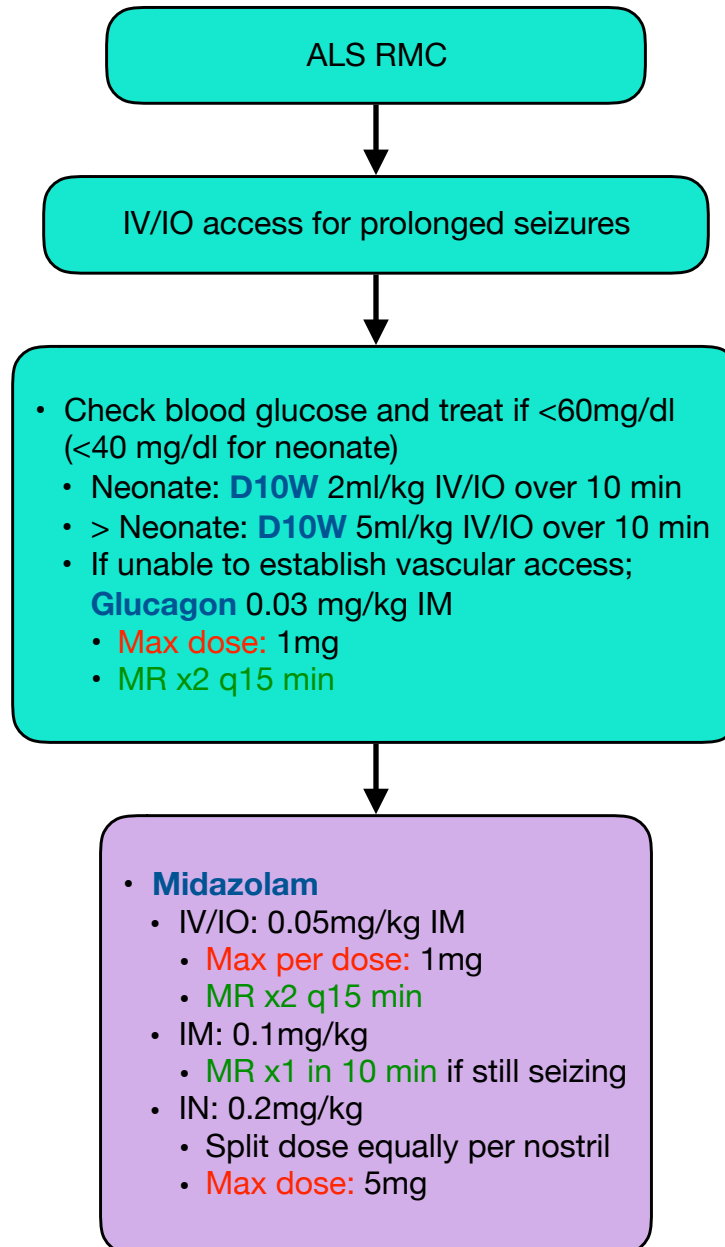 ALS RMC
IV/IO access for prolonged seizures
• Check blood glucose and treat if <60mg/dl
(<40 mg/dl for neonate)
• Neonate: D10W 2ml/kg IV/IO over 10 min
• > Neonate: D10W 5ml/kg IV/IO over 10 min
• If unable to establish vascular access;
Glucagon 0.03 mg/kg IM
• Max dose: 1mg
• MR x2 q15 min
• Midazolam
• IV/IO: 0.05mg/kg IM
• Max per dose: 1mg
• MR x2 q15 min
• IM: 0.1mg/kg
• MR x1 in 10 min if still seizing
• IN: 0.2mg/kg
• Split dose equally per nostril
• Max dose: 5mg